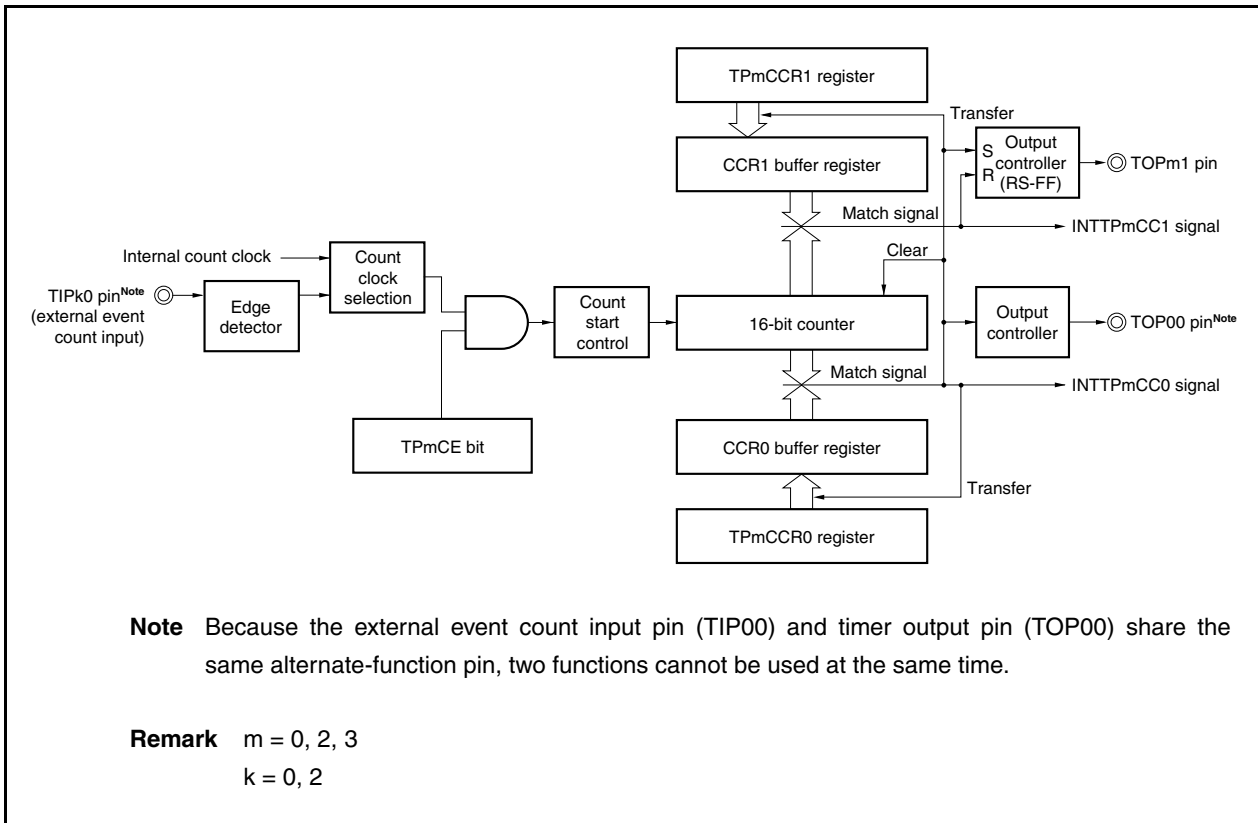 TPmCCR1 register
Transfer
CCR1 buffer register
S
R
Output
controller
(RS-FF)
TOPm1 pin
Match signal
INTTPmCC1 signal
Internal count clock
Count
clock
selection
Clear
TIPk0 pinNote
(external event
count input)
Edge
detector
Count
start
control
16-bit counter
Output
controller
TOP00 pinNote
Match signal
INTTPmCC0 signal
TPmCE bit
CCR0 buffer register
Transfer
TPmCCR0 register
Note Because the external event count input pin (TIP00) and timer output pin (TOP00) share the
same alternate-function pin, two functions cannot be used at the same time.
Remark m = 0, 2, 3
k = 0, 2